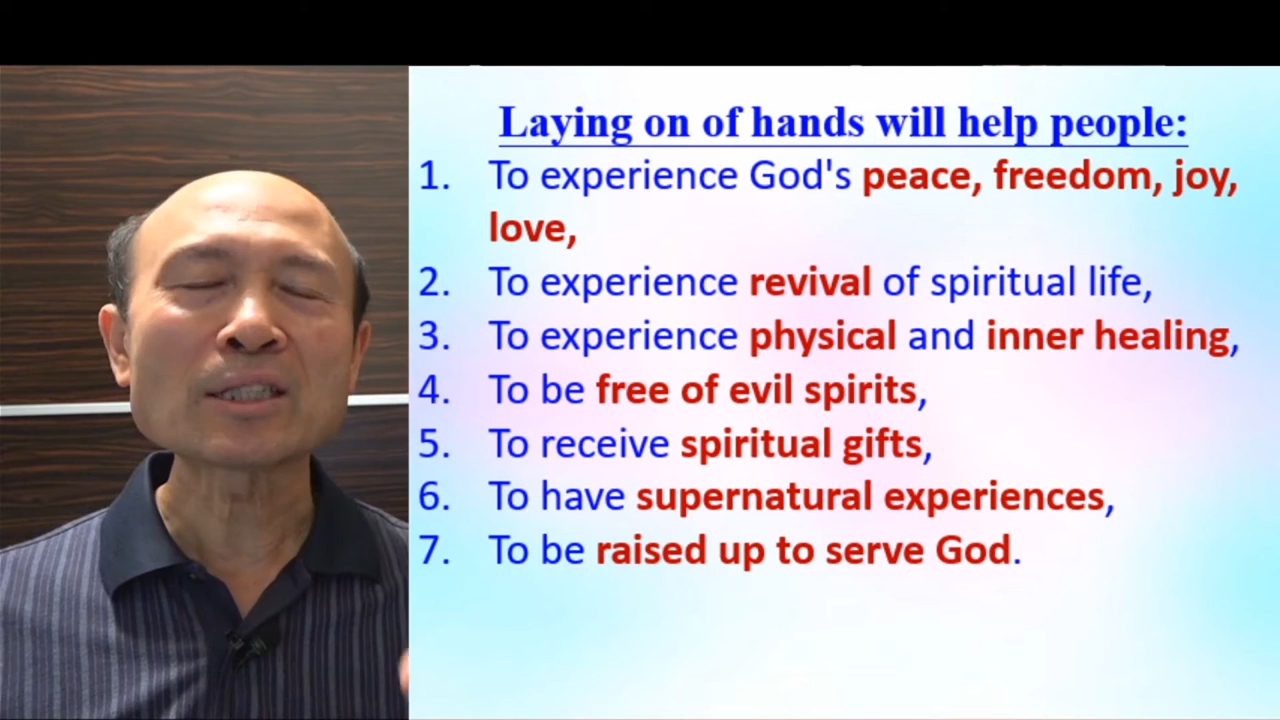 Laying on of hands will help people:
1. To experience God's peace, freedom, joy,
love,
2. To experience revival of spiritual life,
3. To experience physical and inner healing,
4. To be free of evil spirits,
5. To receive spiritual gifts,
6. To have supernatural experiences,
7. To be raised up to serve God.